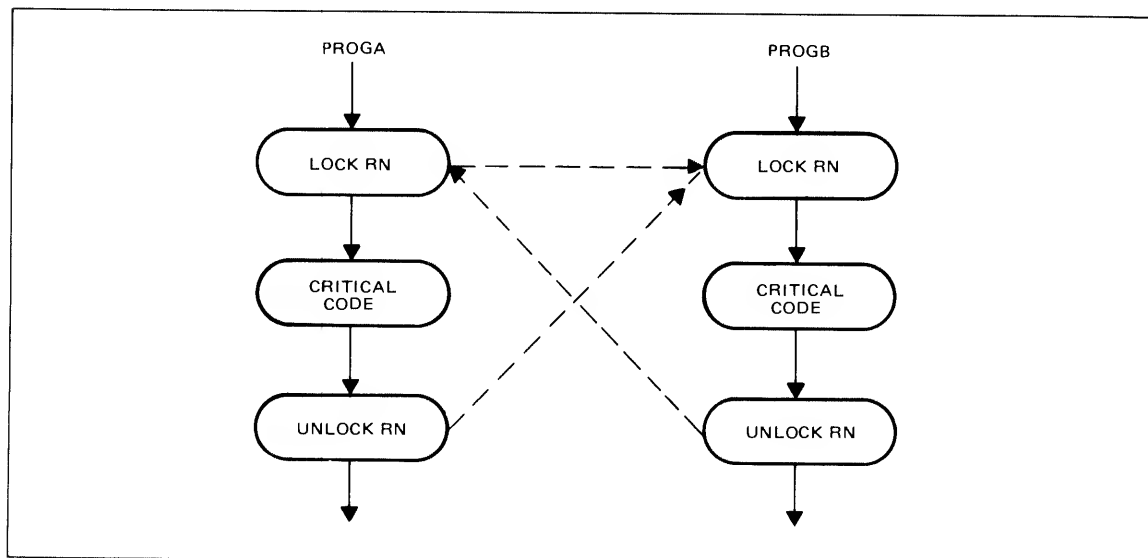 PROGA
LOCK RN
CRITICAL
CODE
UNLOCK RN
PROGB
LOCK RN
CRITICAL
CODE
UNLOCK RN